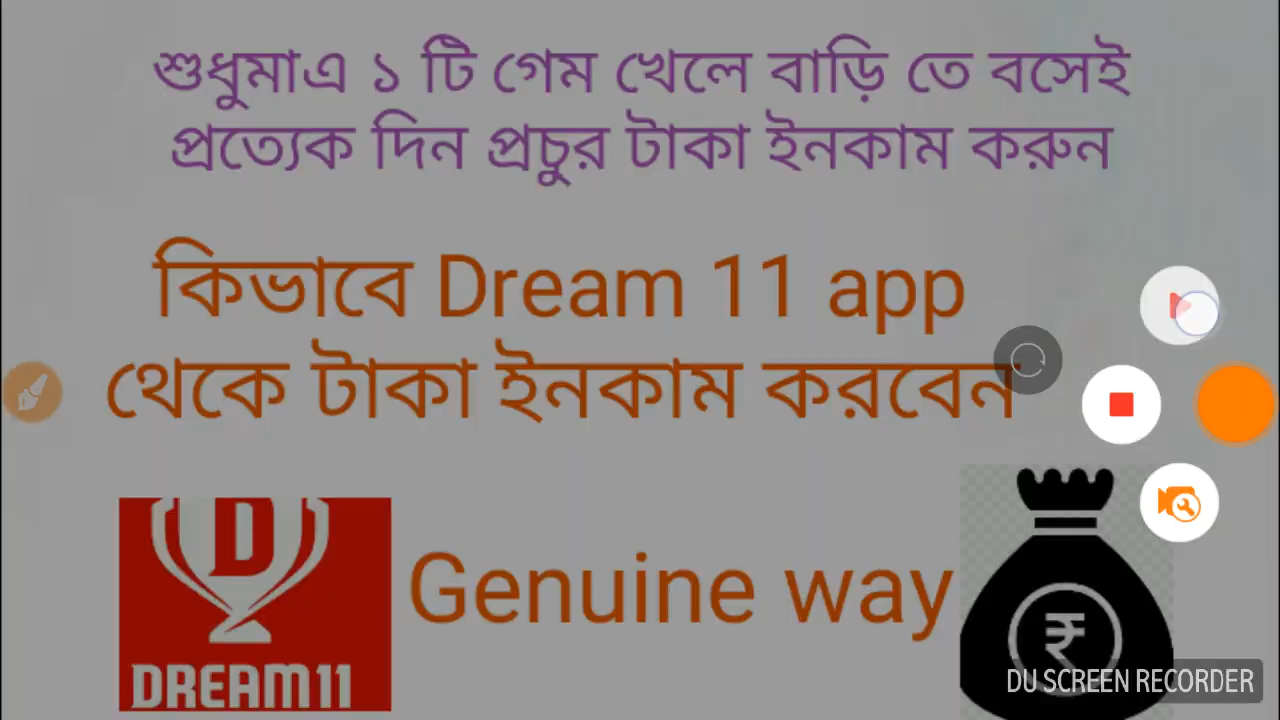 শুধুমাএ ১ টি গেম খেলে বাড়ি তে বসেই
প্রত্যেক দিন প্রচুর টাকা ইনকাম করুন
কিভাবে Dream 11 app
থেকে টাকা ইনকাম করবেন
D
DREAM11
Genuine way
₹
DU SCREEN RECORDER